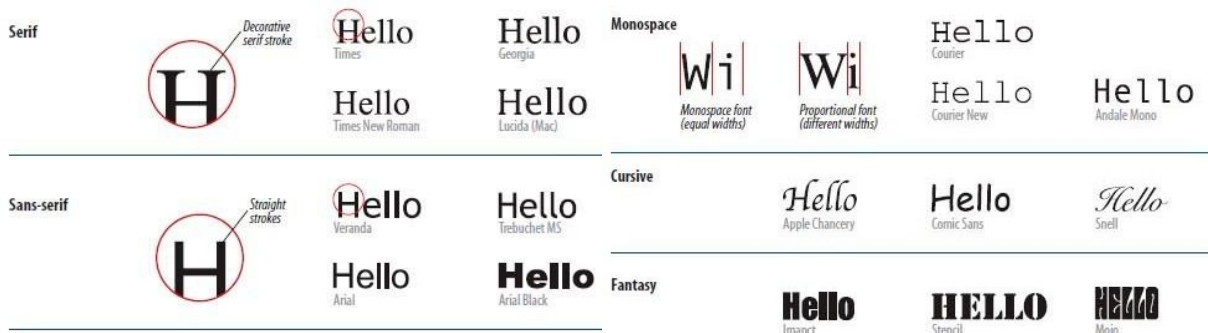 Serif
Decorative
serif stroke
H
Hello
Times
Hello
Georgia
Hello
Times New Roman
Hello
Lucida (Mac)
Sans-serif
Straight
strokes
H
Hello
Veranda
Hello
Trebuchet MS
Hello
Arial
Hello
Arial Black
Monospace
Wi
Monospace font
(equal widths)
Wi
Proportional font
(different widths)
Hello
Courier
Hello
Courier New
Hello
Andale Mono
Cursive
Hello
Apple Chancery
Hello
Comic Sans
Hello
Snell
Fantasy
Hello
Imapct
HELLO
Stencil
HELLO
Mojo